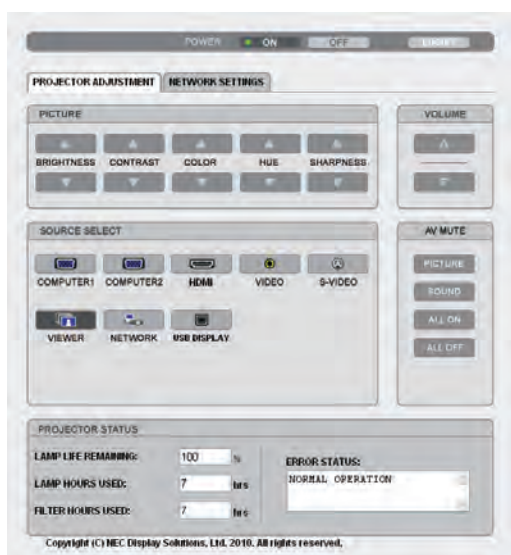 POWER ON OFF
PROJECTOR ADJUSTMENT NETWORK SETTINGS
PICTURE
BRIGHTNESS CONTRAST COLOR HUE SHARPNESS
VOLUME
SOURCE SELECT
COMPUTER1 COMPUTER2 HDMI VIDEO S-VIDEO
VIEWER NETWORK USB DISPLAY
AV MUTE
PICTURE
SOUND
ALL ON
ALL OFF
PROJECTOR STATUS
LAMP LIFE REMAINING: 100 %
LAMP HOURS USED: 7 hrs
FILTER HOURS USED: 7 hrs
ERROR STATUS:
NORMAL OPERATION
Copyright (C) NEC Display Solutions, Ltd. 2010. All rights reserved.